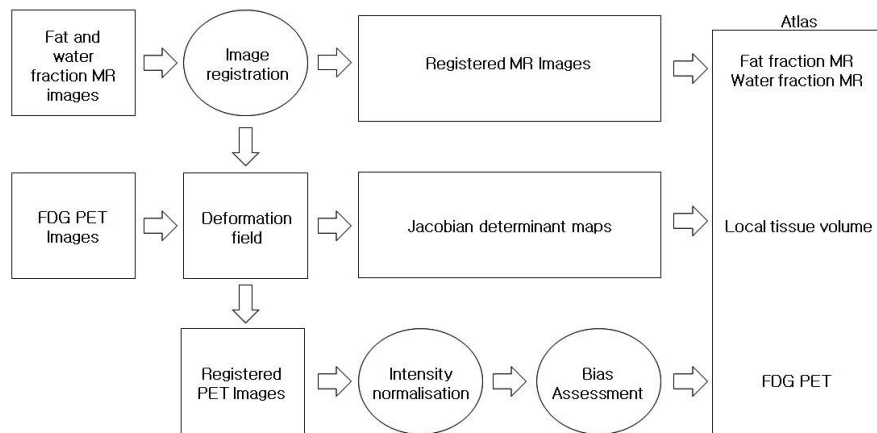 Atlas
Fat and
water
fraction MR
images
Image
registration
Registered MR Images
Fat fraction MR
Water fraction MR
FDG PET
Images
Deformation
field
Jacobian determinant maps
Local tissue volume
Registered
PET Images
Intensity
normalisation
Bias
Assessment
FDG PET